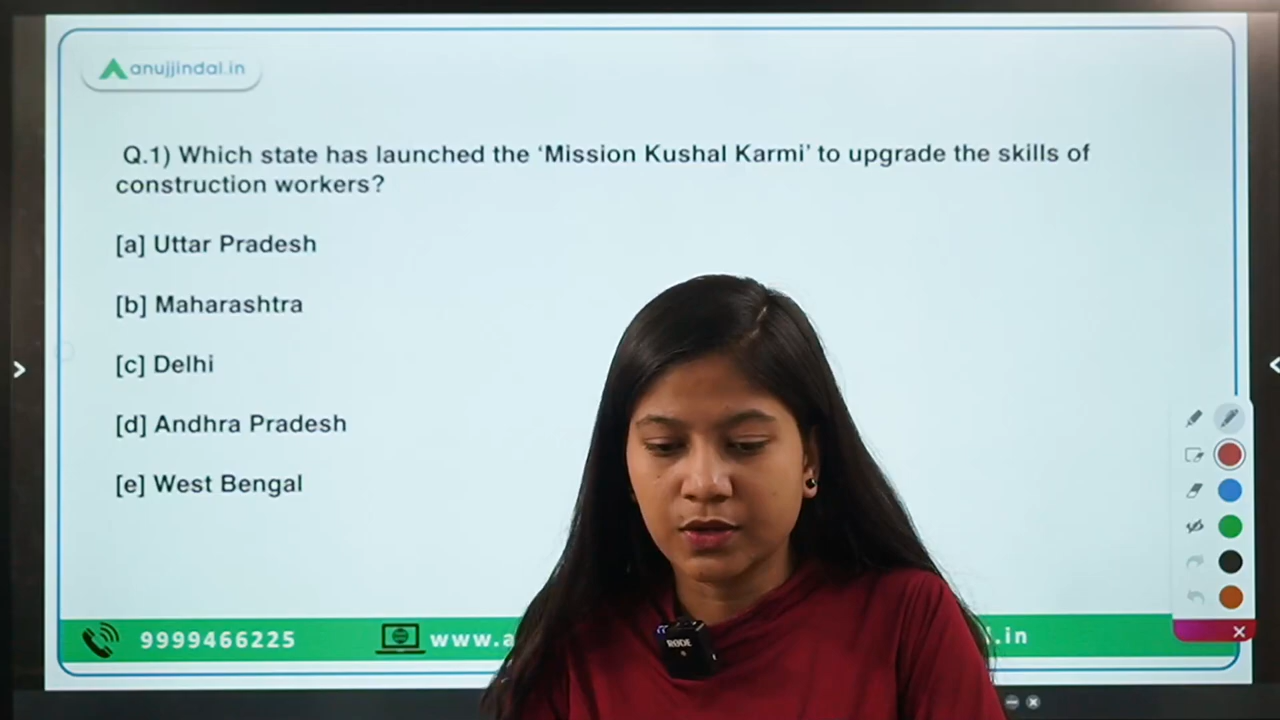 anujjindal.in
Q.1) Which state has launched the ‘Mission Kushal Karmi’ to upgrade the skills of
construction workers?
[a] Uttar Pradesh
[b] Maharashtra
[c] Delhi
[d] Andhra Pradesh
[e] West Bengal
9999466225
www.a
.in
RODE